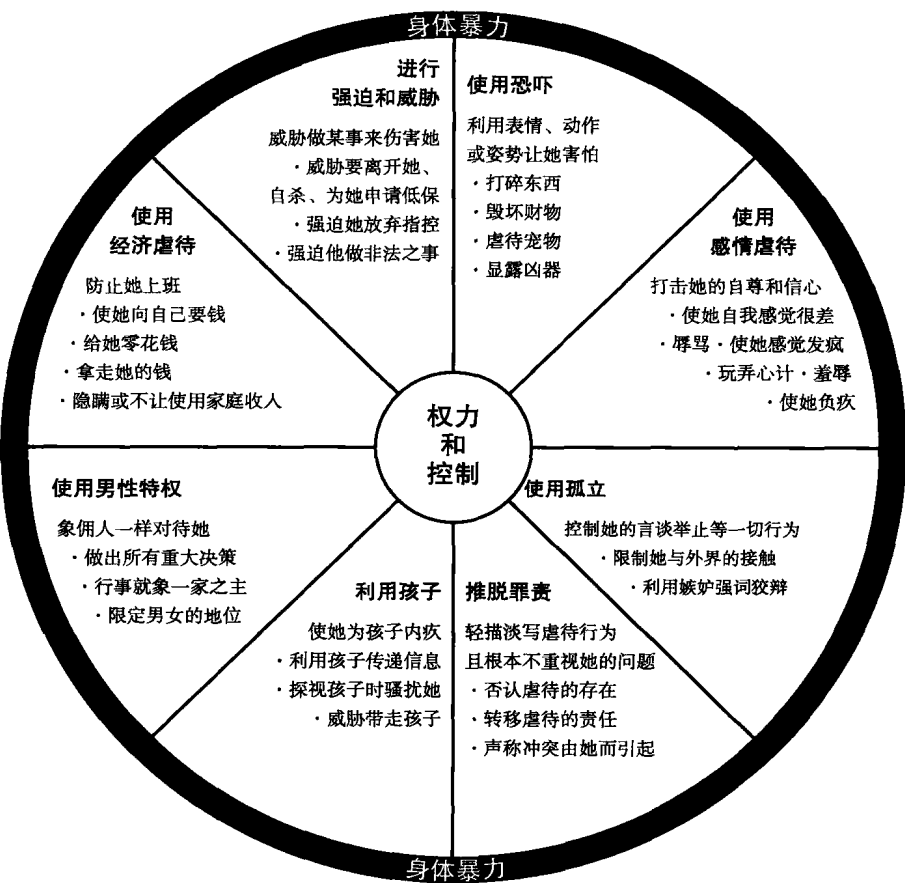 身体暴力
进行
强迫和威胁
威胁做某事来伤害她
·威胁要离开她、
自杀、为她申请低保
·强迫她放弃指控
·强迫他做非法之事
使用恐吓
利用表情、动作
或姿势让她害怕
·打碎东西
·毁坏财物
·虐待宠物
·显露凶器
使用
经济虐待
防止她上班
·使她向自己要钱
·给她零花钱
·拿走她的钱
·隐瞒或不让使用家庭收人
使用
感情虐待
打击她的自尊和信心
·使她自我感觉很差
·辱骂·使她感觉发疯
·玩弄心计·羞辱
·使她负疚
权力
和
控制
使用男性特权
象佣人一样对待她
·做出所有重大决策
·行事就象一家之主
·限定男女的地位
使用孤立
控制她的言谈举止等一切行为
·限制她与外界的接触
·利用嫉妒强词狡辩
利用孩子
使她为孩子内疚
·利用孩子传递信息
·探视孩子时骚扰她
·威胁带走孩子
推脱罪责
轻描淡写虐待行为
且根本不重视她的问题
·否认虐待的存在
·转移虐待的责任
·声称冲突由她而引起
身体暴力